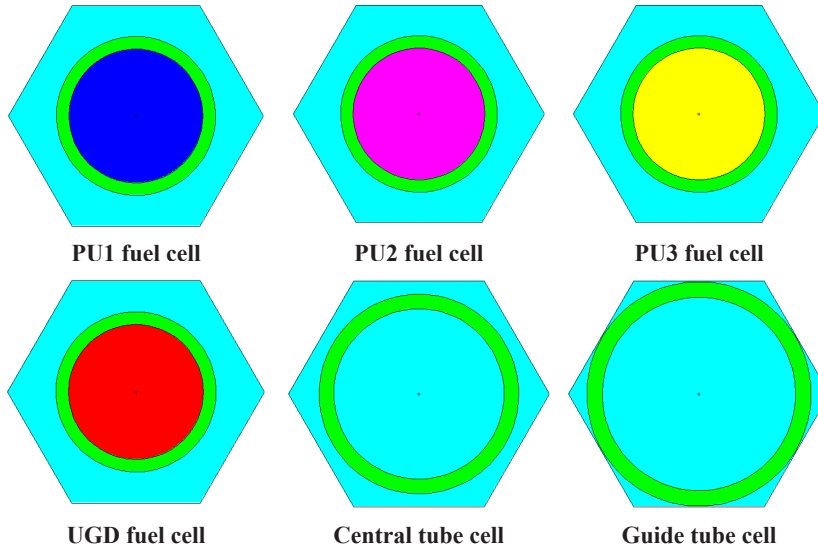 PU1 fuel cell
PU2 fuel cell
PU3 fuel cell
UGD fuel cell
Central tube cell
Guide tube cell